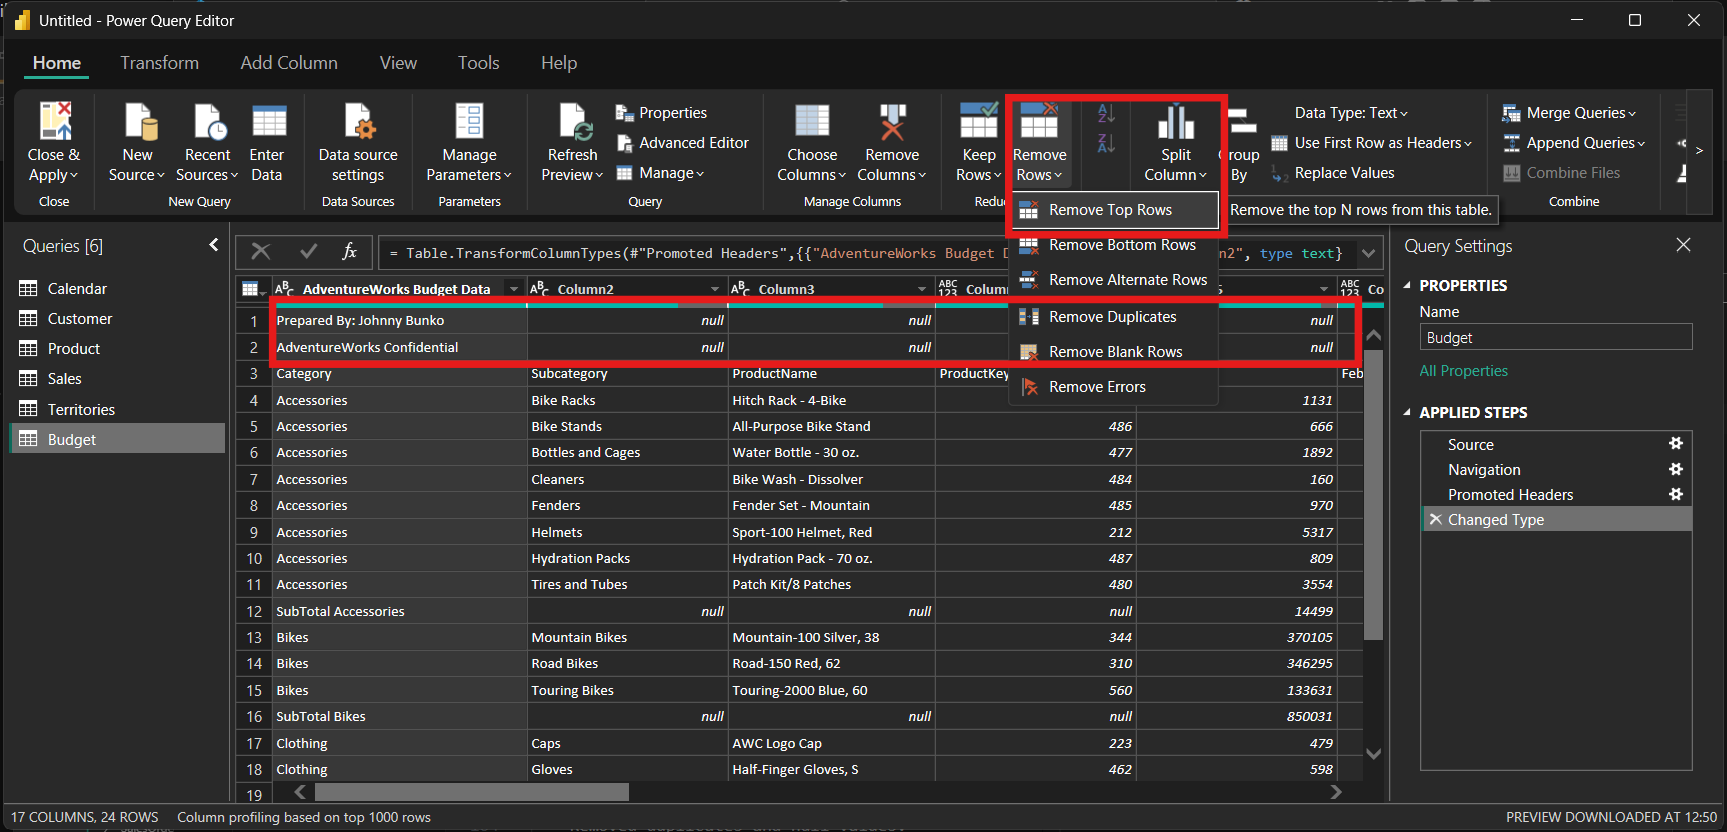 Untitled - Power Query Editor
Home Transform Add Column View Tools Help
Close & Apply
Close
New Source
Recent Sources
Enter Data
New Query
Data source settings
Data Sources
Manage Parameters
Parameters
Refresh Preview
Properties
Advanced Editor
Manage
Query
Choose Columns
Remove Columns
Manage Columns
Keep Rows
Remove Rows
Split Column
Group By
Data Type: Text
Use First Row as Headers
Replace Values
Merge Queries
Append Queries
Combine Files
Combine
Remove Top Rows
Remove the top N rows from this table.
Remove Bottom Rows
Remove Alternate Rows
Remove Duplicates
Remove Blank Rows
Remove Errors
Queries [6]
Calendar
Customer
Product
Sales
Territories
Budget
fx = Table.TransformColumnTypes(#"Promoted Headers",{{"AdventureWorks Budget D n2", type text}
AdventureWorks Budget Data Column2 Column3 Column 5 Co
1 Prepared By: Johnny Bunko null null null
2 AdventureWorks Confidential null null null
3 Category Subcategory ProductName ProductKey Feb
4 Accessories Bike Racks Hitch Rack - 4-Bike 1131
5 Accessories Bike Stands All-Purpose Bike Stand 486 666
6 Accessories Bottles and Cages Water Bottle - 30 oz. 477 1892
7 Accessories Cleaners Bike Wash - Dissolver 484 160
8 Accessories Fenders Fender Set - Mountain 485 970
9 Accessories Helmets Sport-100 Helmet, Red 212 5317
10 Accessories Hydration Packs Hydration Pack - 70 oz. 487 809
11 Accessories Tires and Tubes Patch Kit/8 Patches 480 3554
12 SubTotal Accessories null null null 14499
13 Bikes Mountain Bikes Mountain-100 Silver, 38 344 370105
14 Bikes Road Bikes Road-150 Red, 62 310 346295
15 Bikes Touring Bikes Touring-2000 Blue, 60 560 133631
16 SubTotal Bikes null null null 850031
17 Clothing Caps AWC Logo Cap 223 479
18 Clothing Gloves Half-Finger Gloves, S 462 598
19
Query Settings
PROPERTIES
Name
Budget
All Properties
APPLIED STEPS
Source
Navigation
Promoted Headers
Changed Type
17 COLUMNS, 24 ROWS Column profiling based on top 1000 rows PREVIEW DOWNLOADED AT 12:50